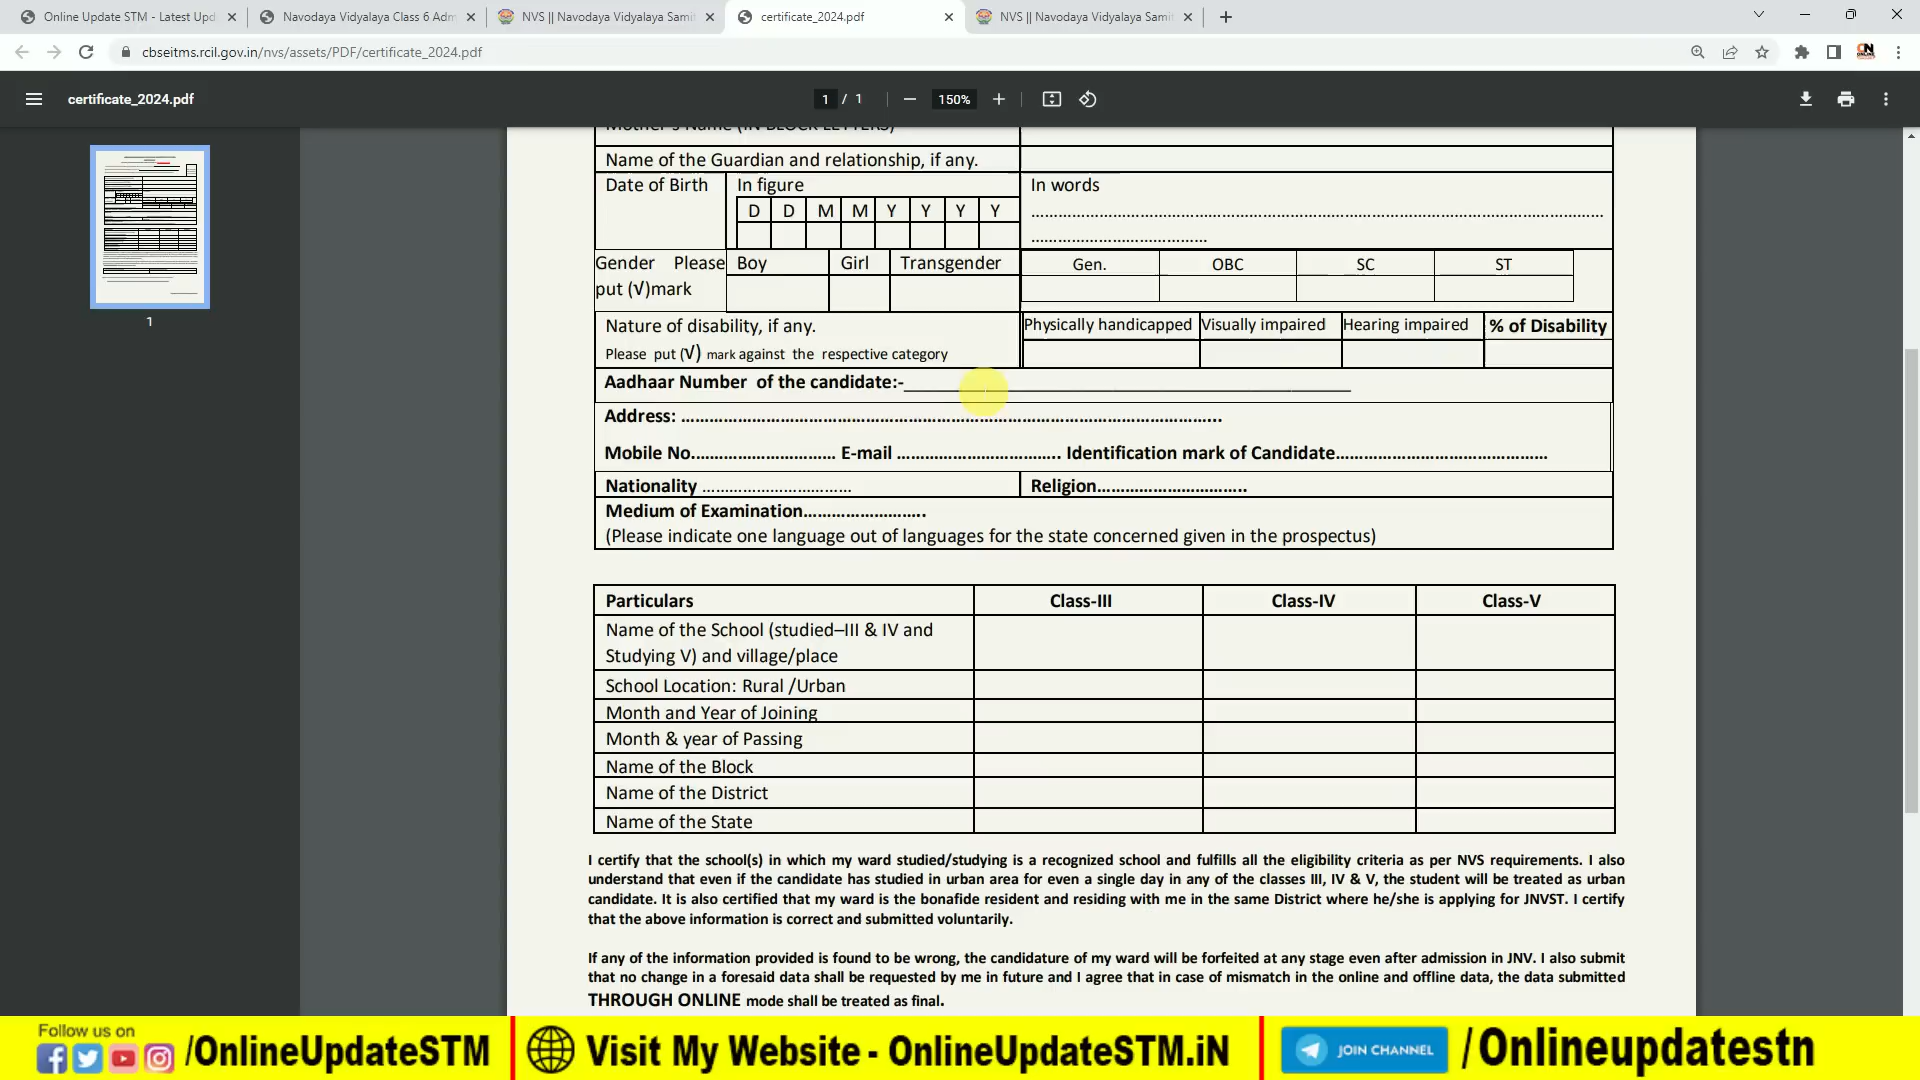 Online Update STM - Latest Upd
Navodaya Vidyalaya Class 6 Adm
NVS || Navodaya Vidyalaya Samit
certificate_2024.pdf
NVS || Navodaya Vidyalaya Samit
cbseitms.rcil.gov.in/nvs/assets/PDF/certificate_2024.pdf
certificate_2024.pdf
1 / 1
150%
1
Mother's Name (IN BLOCK LETTERS)
Name of the Guardian and relationship, if any.
Date of Birth In figure In words
D D M M Y Y Y Y
Gender Please Boy Girl Transgender Gen. OBC SC ST
put (√)mark
Nature of disability, if any. Physically handicapped Visually impaired Hearing impaired % of Disability
Please put (√) mark against the respective category
Aadhaar Number of the candidate:-
Address: ……………………………………………………………………………………………...
Mobile No………………………… E-mail …………………………….. Identification mark of Candidate………………………………………
Nationality ………………………… Religion…………………………..
Medium of Examination……………………..
(Please indicate one language out of languages for the state concerned given in the prospectus)
Particulars Class-III Class-IV Class-V
Name of the School (studied–III & IV and
Studying V) and village/place
School Location: Rural /Urban
Month and Year of Joining
Month & year of Passing
Name of the Block
Name of the District
Name of the State
I certify that the school(s) in which my ward studied/studying is a recognized school and fulfills all the eligibility criteria as per NVS requirements. I also
understand that even if the candidate has studied in urban area for even a single day in any of the classes III, IV & V, the student will be treated as urban
candidate. It is also certified that my ward is the bonafide resident and residing with me in the same District where he/she is applying for JNVST. I certify
that the above information is correct and submitted voluntarily.
If any of the information provided is found to be wrong, the candidature of my ward will be forfeited at any stage even after admission in JNV. I also submit
that no change in a foresaid data shall be requested by me in future and I agree that in case of mismatch in the online and offline data, the data submitted
THROUGH ONLINE mode shall be treated as final.
Follow us on
/OnlineUpdateSTM
Visit My Website - OnlineUpdateSTM.iN
JOIN CHANNEL
/Onlineupdatestn